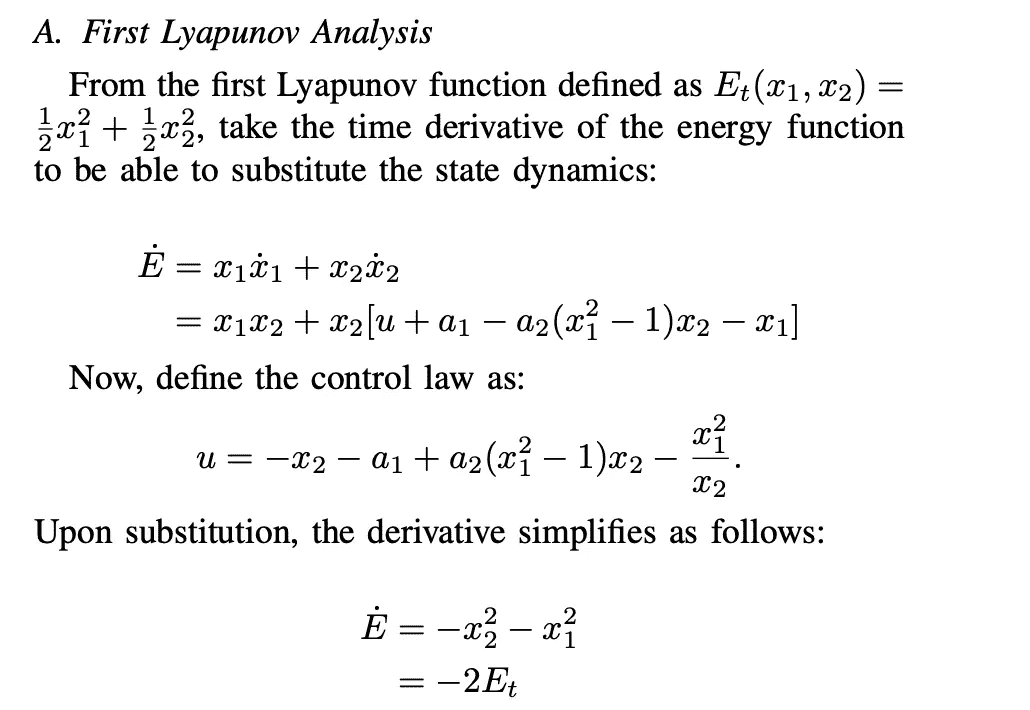 A. First Lyapunov Analysis
From the first Lyapunov function defined as $E_t(x_1, x_2) =$
$\frac{1}{2}x_1^2 + \frac{1}{2}x_2^2$, take the time derivative of the energy function
to be able to substitute the state dynamics:
$\dot{E} = x_1\dot{x}_1 + x_2\dot{x}_2$
$= x_1x_2 + x_2[u + a_1 - a_2(x_1^2 - 1)x_2 - x_1]$
Now, define the control law as:
$u = -x_2 - a_1 + a_2(x_1^2 - 1)x_2 - \frac{x_1^2}{x_2}.$
Upon substitution, the derivative simplifies as follows:
$\dot{E} = -x_2^2 - x_1^2$
$= -2E_t$